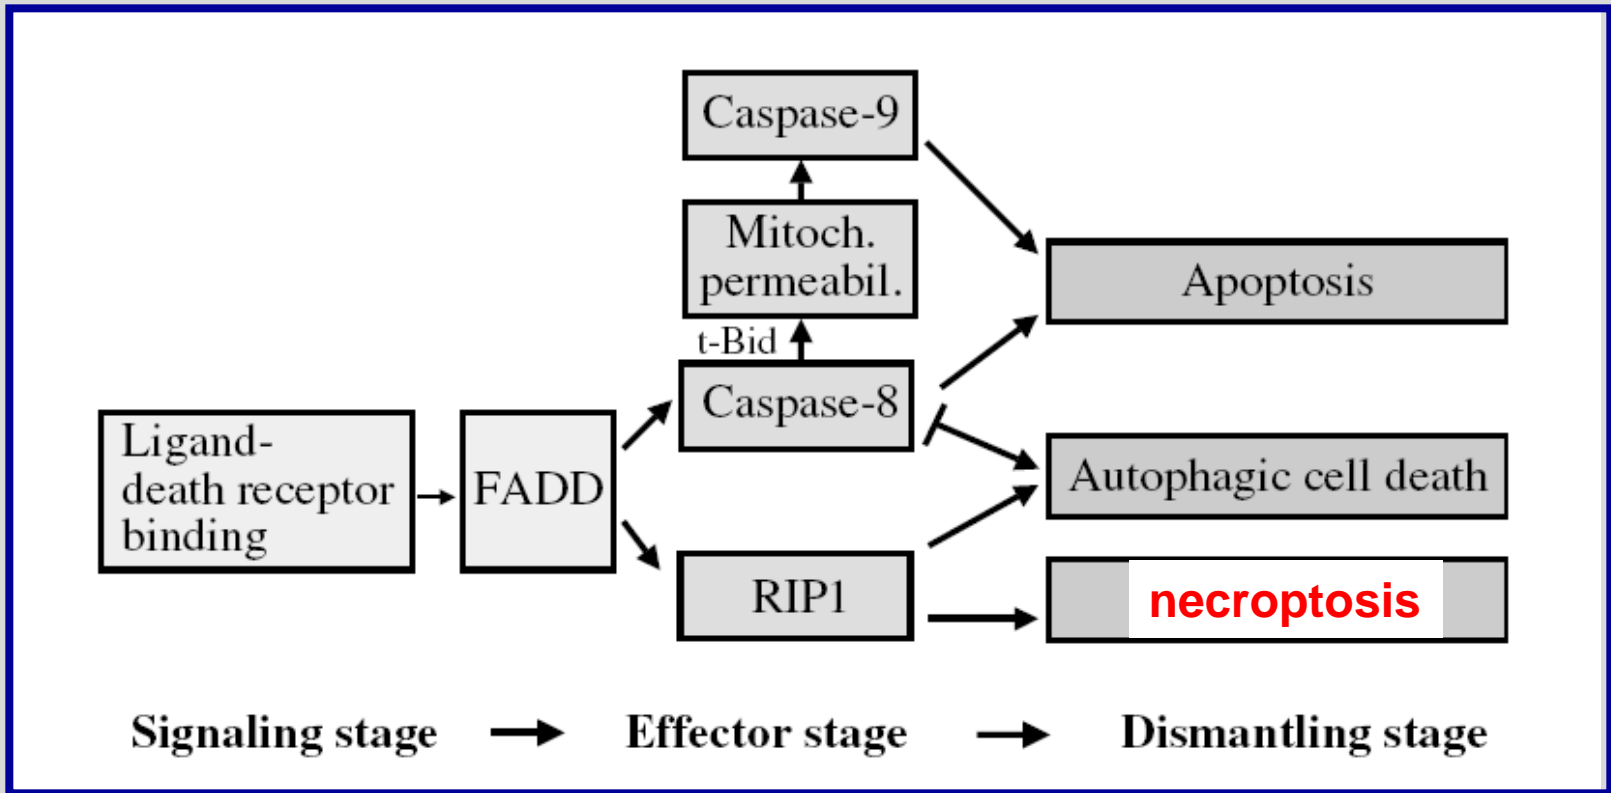 Caspase-9
Mitoch.
permeabil.
t-Bid
Caspase-8
Ligand-
death receptor
binding
FADD
RIP1
Apoptosis
Autophagic cell death
necroptosis
Signaling stage
Effector stage
Dismantling stage